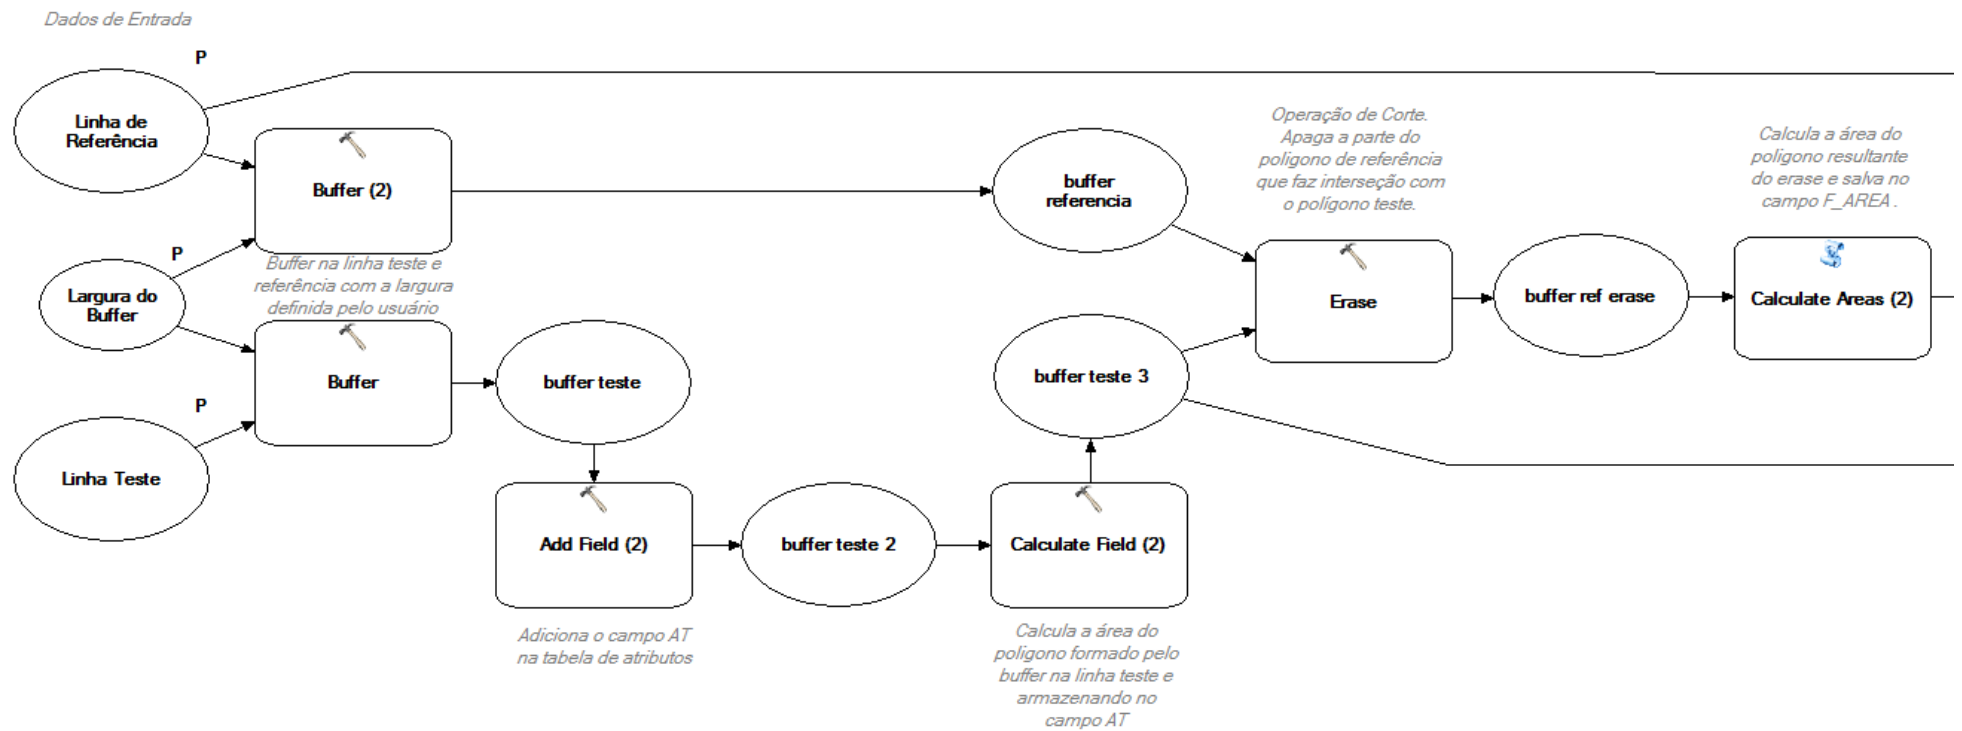 Dados de Entrada
P
Linha de
Referência
Buffer (2)
P
Largura do
Buffer
Buffer na linha teste e
referência com a largura
definida pelo usuário
Buffer
P
Linha Teste
buffer teste
Add Field (2)
Adiciona o campo AT
na tabela de atributos
buffer teste 2
Calculate Field (2)
Calcula a área do
poligono formado pelo
buffer na linha teste e
armazenando no
campo AT
buffer teste 3
buffer
referencia
Operação de Corte.
Apaga a parte do
poligono de referência
que faz interseção com
o polígono teste.
Erase
buffer ref erase
Calcula a área do
poligono resultante
do erase e salva no
campo F_AREA .
Calculate Areas (2)